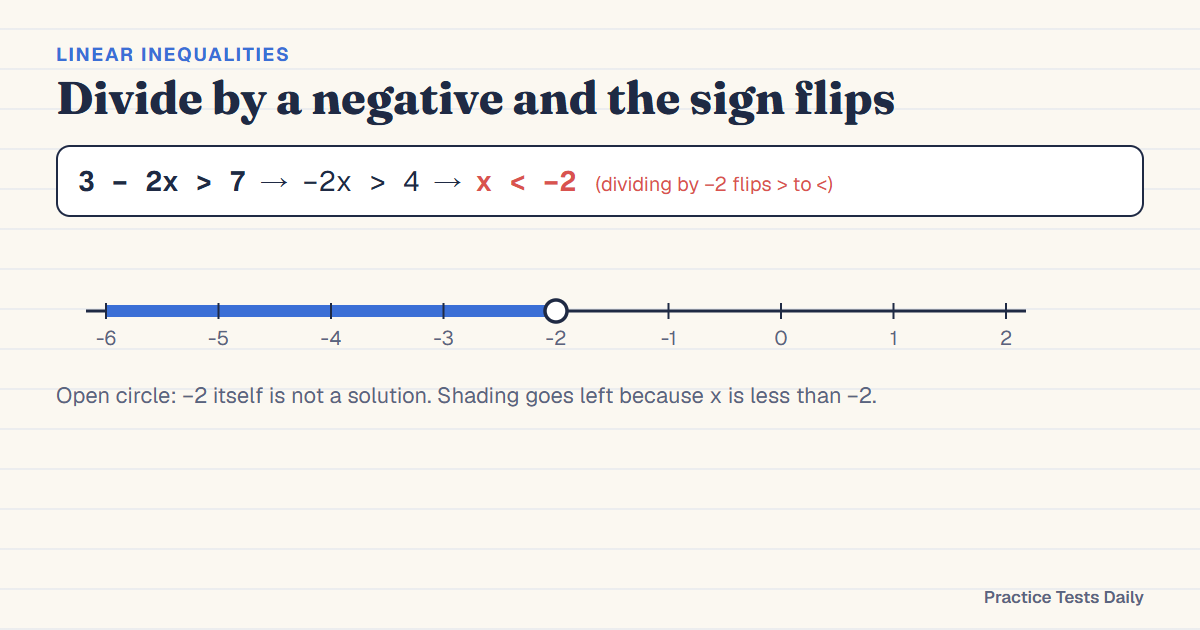 LINEAR INEQUALITIES
Divide by a negative and the sign flips
3 − 2x > 7 → −2x > 4 → x < −2 (dividing by −2 flips > to <)
-6 -5 -4 -3 -2 -1 0 1 2
Open circle: −2 itself is not a solution. Shading goes left because x is less than −2.
Practice Tests Daily